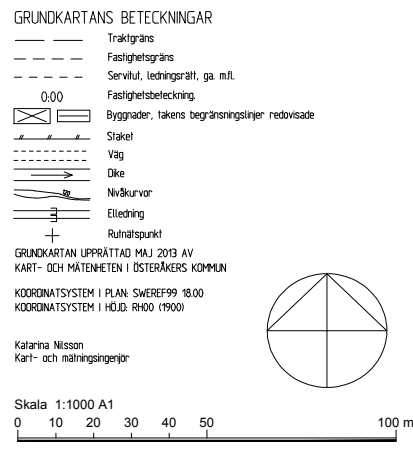 GRUNDKARTANS BETECKNINGAR
Traktgräns
Fastighetsgräns
Servitut, ledningsrätt, ga. m.fl.
0:00 Fastighetsbeteckning.
Byggnader, takens begränsningslinjer redovisade
Staket
Väg
Dike
Nivåkurvor
Elledning
Rutnätspunkt
GRUNDKARTAN UPPRÄTTAD MAJ 2013 AV
KART- OCH MÄTENHETEN I ÖSTERÅKERS KOMMUN
KOORDINATSYSTEM I PLAN: SWEREF99 18.00
KOORDINATSYSTEM I HÖJD: RH00 (1900)
Katarina Nilsson
Kart- och mätningsingenjör
Skala 1:1000 A1
0 10 20 30 40 50 100 m